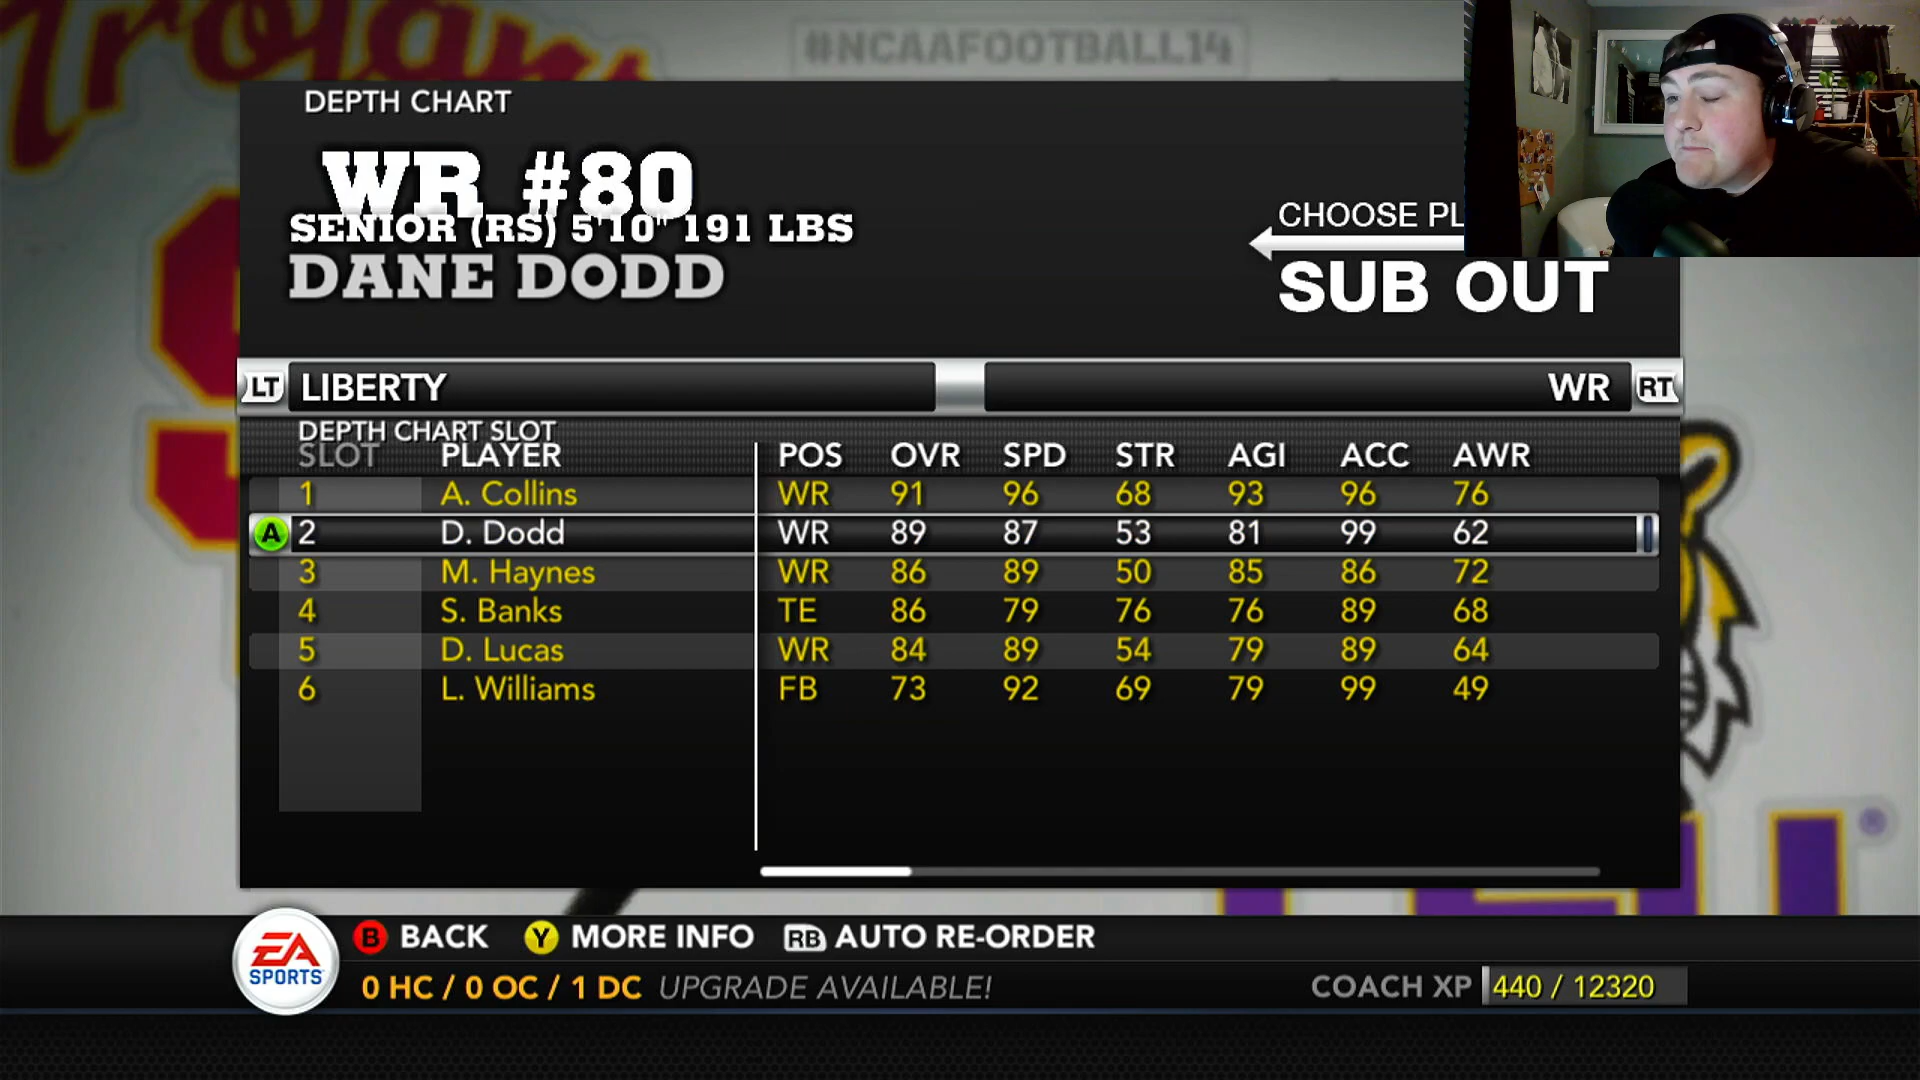 Trojans
#NCAAFOOTBALL14
DEPTH CHART
WR #80
SENIOR (RS) 5'10" 191 LBS
DANE DODD
CHOOSE PL
SUB OUT
LT LIBERTY WR RT
DEPTH CHART SLOT
SLOT PLAYER POS OVR SPD STR AGI ACC AWR
1 A. Collins WR 91 96 68 93 96 76
A 2 D. Dodd WR 89 87 53 81 99 62
3 M. Haynes WR 86 89 50 85 86 72
4 S. Banks TE 86 79 76 76 89 68
5 D. Lucas WR 84 89 54 79 89 64
6 L. Williams FB 73 92 69 79 99 49
B BACK Y MORE INFO RB AUTO RE-ORDER
EA SPORTS
0 HC / 0 OC / 1 DC UPGRADE AVAILABLE! COACH XP 440 / 12320